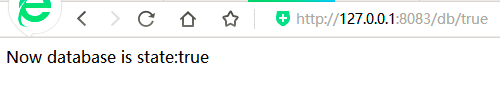 http://127.0.0.1:8083/db/true
Now database is state:true